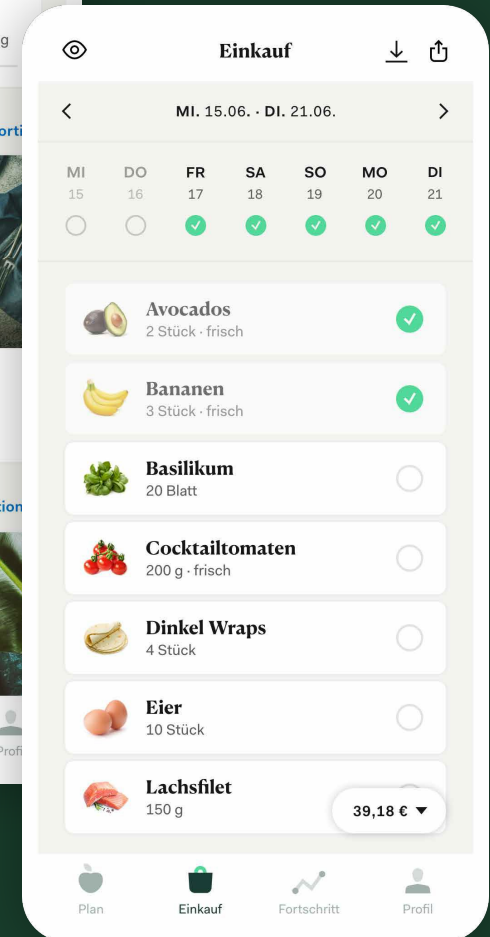 g
Einkauf
MI. 15.06. · DI. 21.06.
MI DO FR SA SO MO DI
15 16 17 18 19 20 21
Avocados
2 Stück · frisch
Bananen
3 Stück · frisch
Basilikum
20 Blatt
Cocktailtomaten
200 g · frisch
Dinkel Wraps
4 Stück
Eier
10 Stück
Lachsfilet
150 g
39,18 €
Plan Einkauf Fortschritt Profil